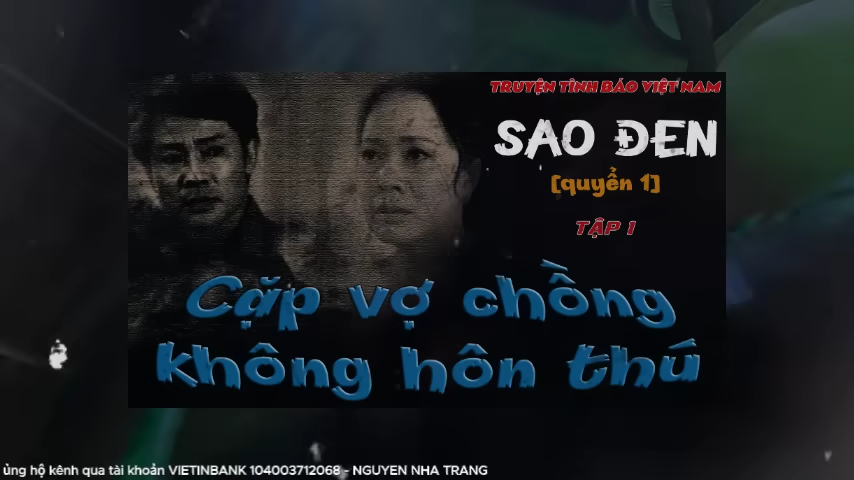 TRUYỆN TÌNH BÁO VIỆT NAM
SAO ĐEN
[quyển 1]
TẬP 1
Cặp vợ chồng
không hôn thú
ủng hộ kênh qua tài khoản VIETINBANK 104003712068 - NGUYEN NHA TRANG